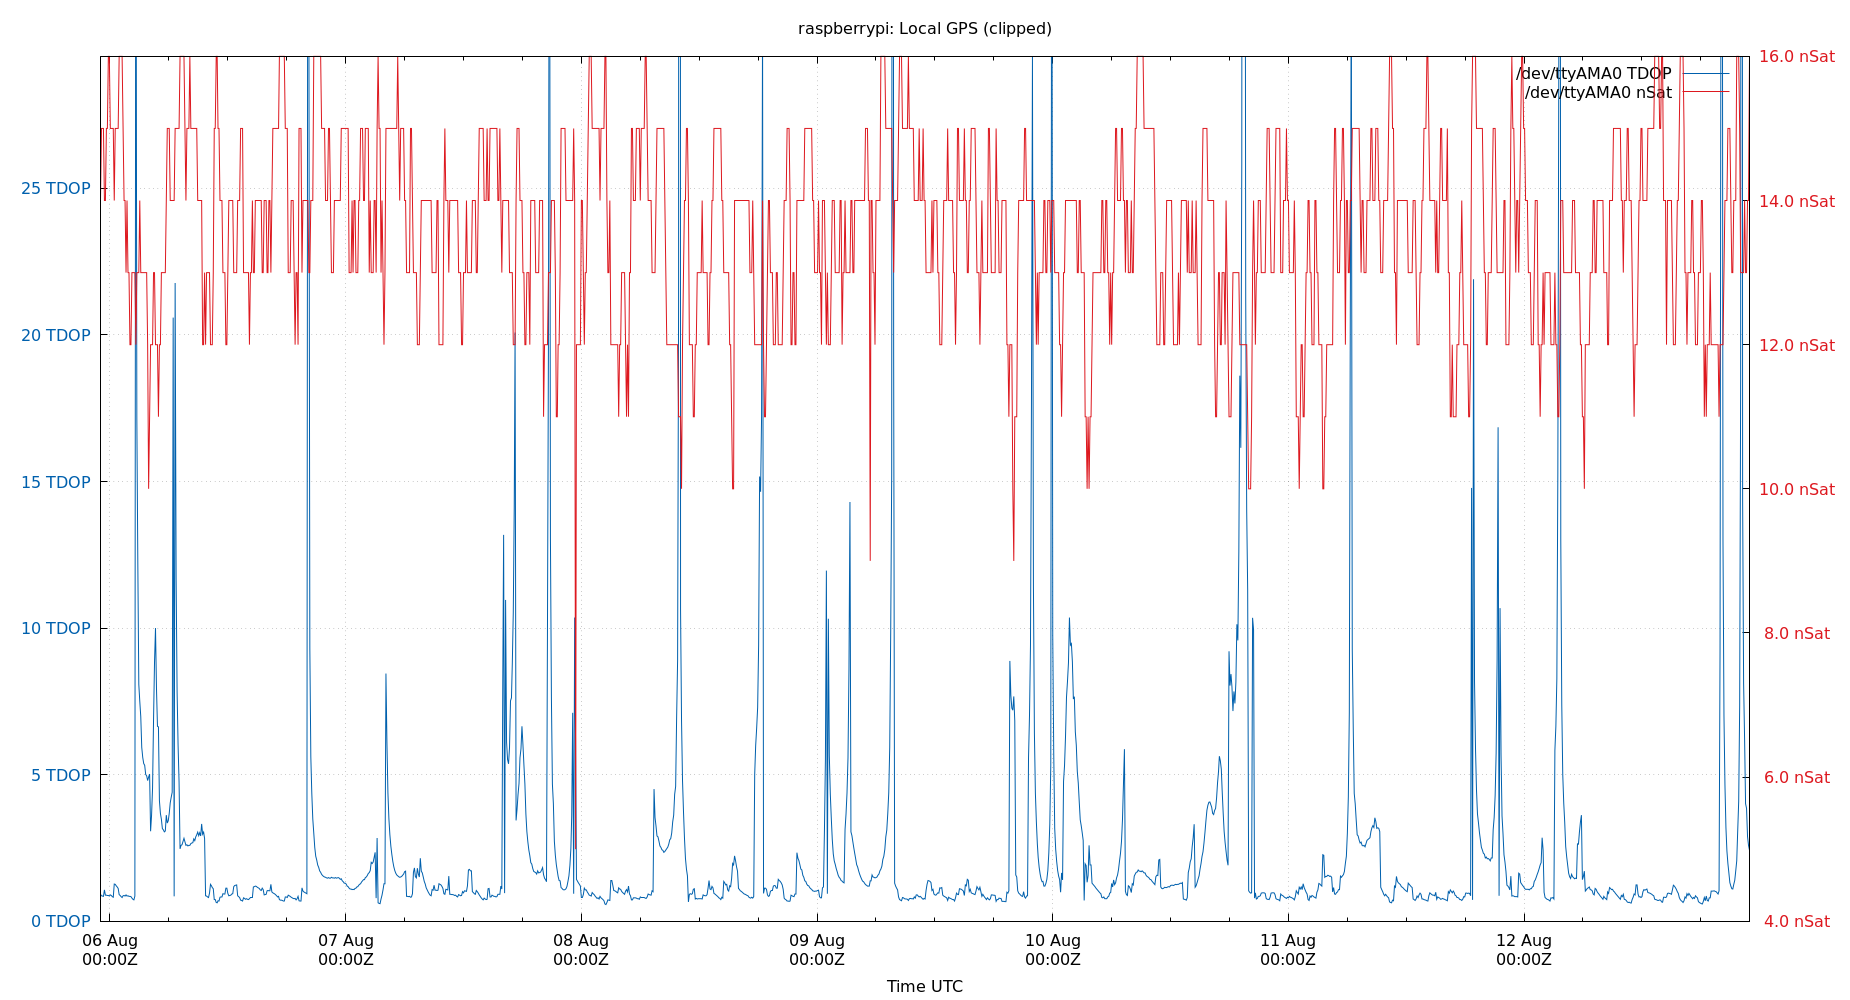 raspberrypi: Local GPS (clipped)
16.0 nSat
/dev/ttyAMA0 TDOP
/dev/ttyAMA0 nSat
25 TDOP
14.0 nSat
20 TDOP
12.0 nSat
15 TDOP
10.0 nSat
10 TDOP
8.0 nSat
5 TDOP
6.0 nSat
0 TDOP
4.0 nSat
06 Aug 07 Aug 08 Aug 09 Aug 10 Aug 11 Aug 12 Aug
00:00Z 00:00Z 00:00Z 00:00Z 00:00Z 00:00Z 00:00Z
Time UTC